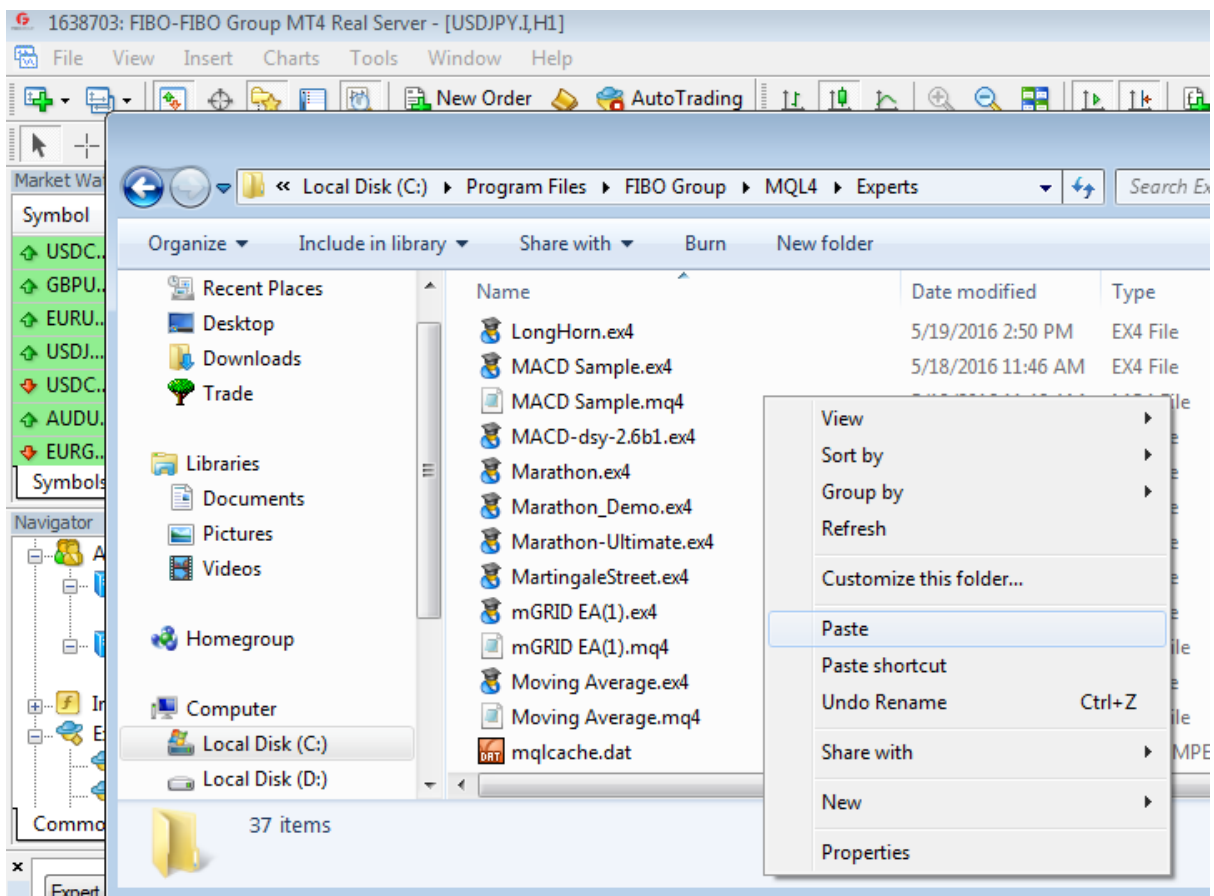 1638703: FIBO-FIBO Group MT4 Real Server - [USDJPY.I,H1]
File View Insert Charts Tools Window Help
New Order AutoTrading
Market Wa
Symbol
USDC..
GBPU..
EURU..
USDJ...
USDC..
AUDU.
EURG..
Symbols
Navigator
A
In
E
Commo
Expert
« Local Disk (C:) Program Files FIBO Group MQL4 Experts
Search Ex
Organize Include in library Share with Burn New folder
Recent Places
Desktop
Downloads
Trade
Libraries
Documents
Pictures
Videos
Homegroup
Computer
Local Disk (C:)
Local Disk (D:)
Name Date modified Type
LongHorn.ex4 5/19/2016 2:50 PM EX4 File
MACD Sample.ex4 5/18/2016 11:46 AM EX4 File
MACD Sample.mq4
MACD-dsy-2.6b1.ex4
Marathon.ex4
Marathon_Demo.ex4
Marathon-Ultimate.ex4
MartingaleStreet.ex4
mGRID EA(1).ex4
mGRID EA(1).mq4
Moving Average.ex4
Moving Average.mq4
DAT mqlcache.dat
View
Sort by
Group by
Refresh
Customize this folder...
Paste
Paste shortcut
Undo Rename Ctrl+Z
Share with
New
Properties
37 items